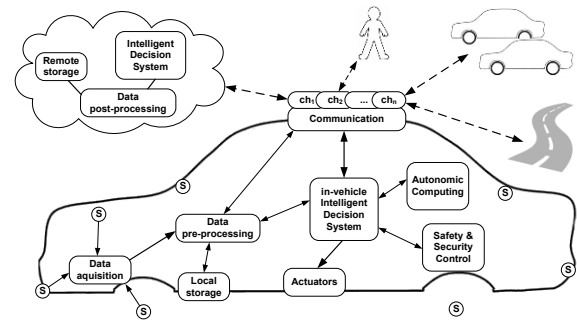 Remote
storage
Intelligent
Decision
System
Data
post-processing
ch1 ch2 ... chn
Communication
S
S
Data
aquisition
S
S
Data
pre-processing
Local
storage
in-vehicle
Intelligent
Decision
System
Actuators
Autonomic
Computing
Safety &
Security
Control
S
S
S